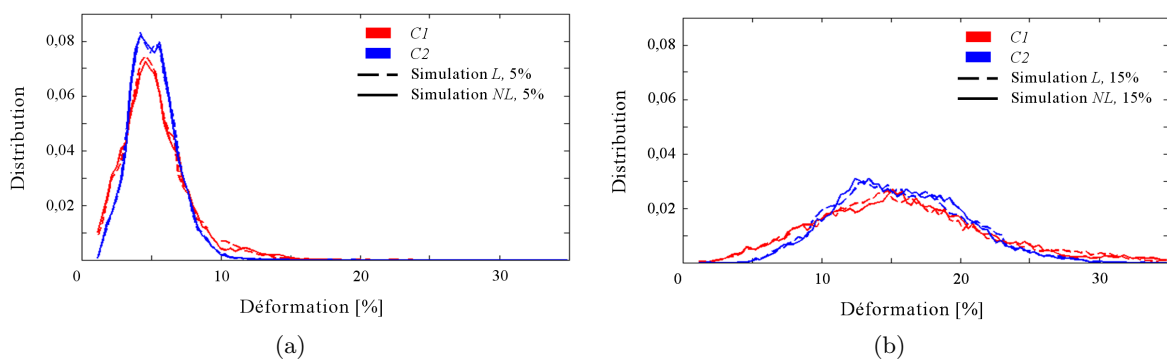 0,08
0,06
0,04
0,02
Distribution
C1
C2
Simulation L, 5%
Simulation NL, 5%
0
10
20
30
Déformation [%]
(a)
0,08
0,06
0,04
0,02
Distribution
C1
C2
Simulation L, 15%
Simulation NL, 15%
0
10
20
30
Déformation [%]
(b)